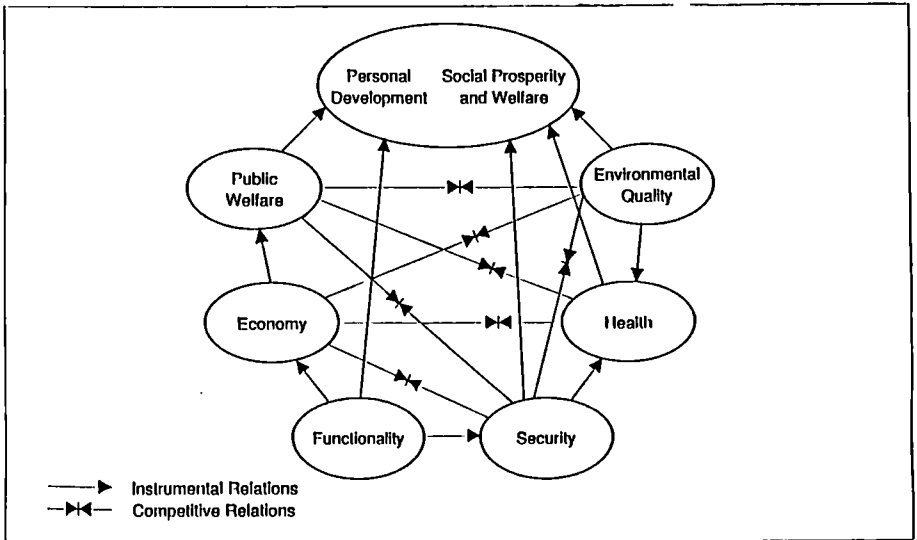 Personal Development
Social Prosperity and Welfare
Public Welfare
Environmental Quality
Economy
Health
Functionality
Security
Instrumental Relations
Competitive Relations